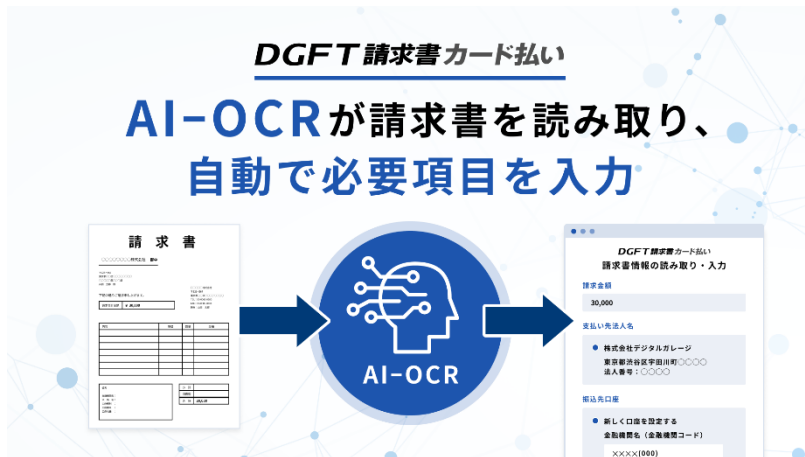 DGFT請求書カード払い
AI-OCRが請求書を読み取り、
自動で必要項目を入力
請求書
AI-OCR
DGFT請求書カード払い
請求書情報の読み取り・入力
請求金額
30,000
支払い先法人名
株式会社デジタルガレージ
東京都渋谷区宇田川町〇〇〇〇
法人番号：〇〇〇〇
振込先口座
新しく口座を設定する
金融機関名（金融機関コード）
××××(000)